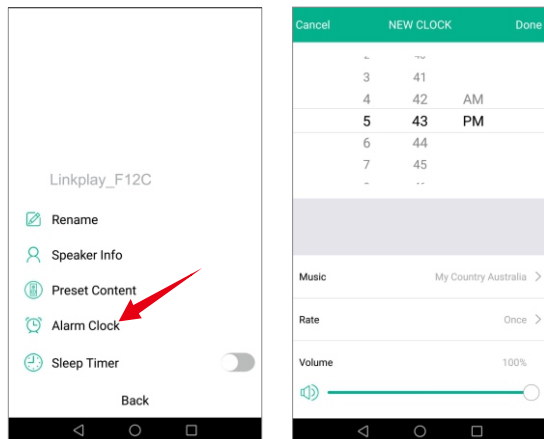 Linkplay_F12C
Rename
Speaker Info
Preset Content
Alarm Clock
Sleep Timer
Back
Cancel NEW CLOCK Done
3 41
4 42 AM
5 43 PM
6 44
7 45
Music My Country Australia >
Rate Once >
Volume 100%